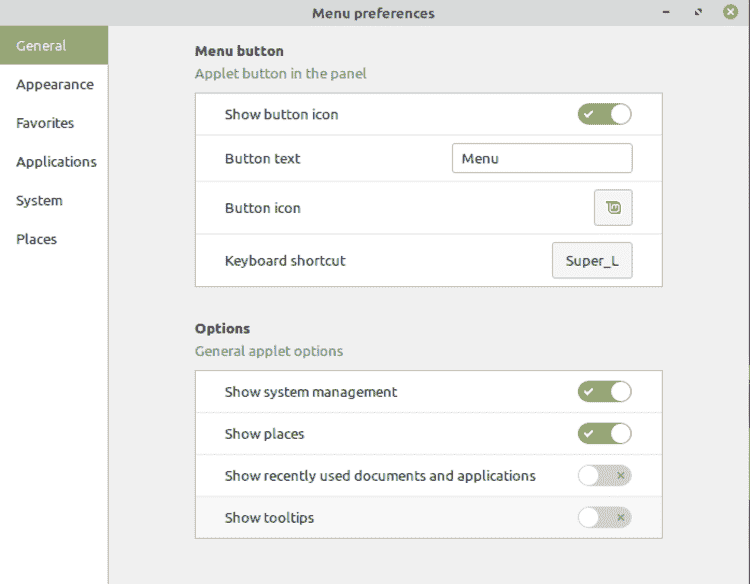 Menu preferences
General
Appearance
Favorites
Applications
System
Places
Menu button
Applet button in the panel
Show button icon
Button text
Menu
Button icon
Keyboard shortcut
Super_L
Options
General applet options
Show system management
Show places
Show recently used documents and applications
Show tooltips